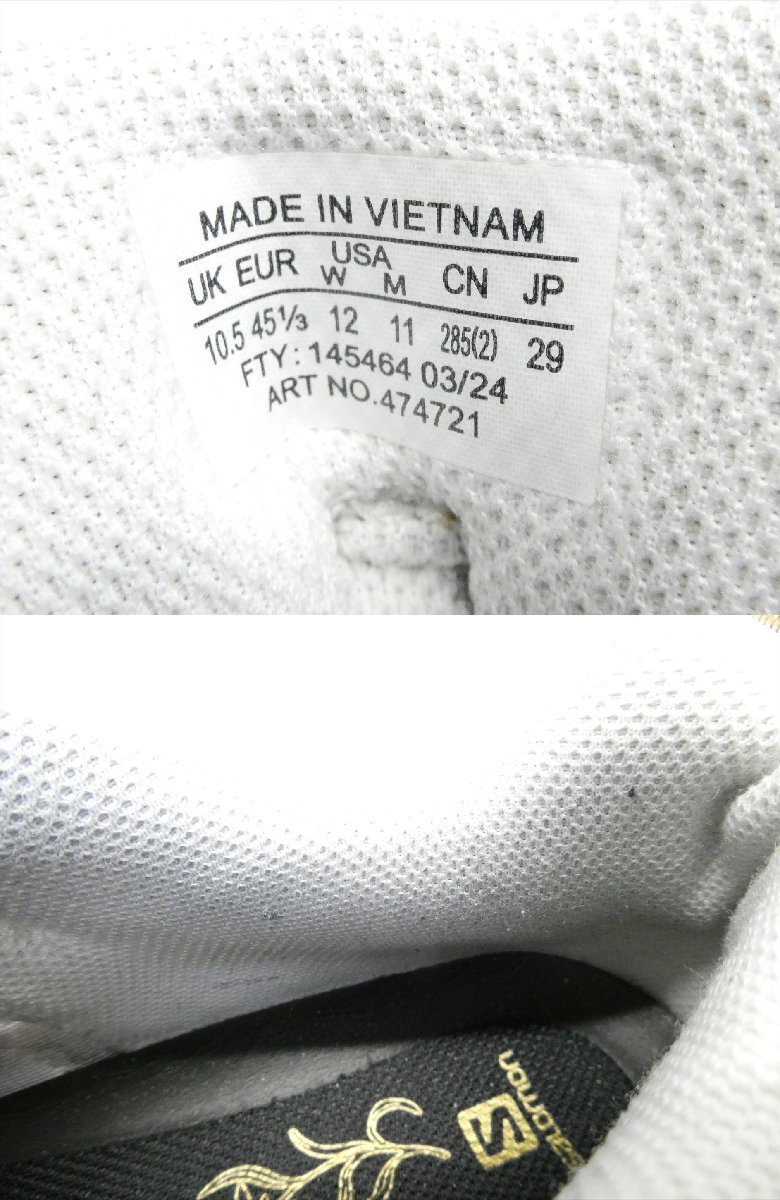 MADE IN VIETNAM
UK EUR USA W M CN JP
10.5 45⅓ 12 11 285(2) 29
FTY: 145464 03/24
ART NO.474721
S
salomon